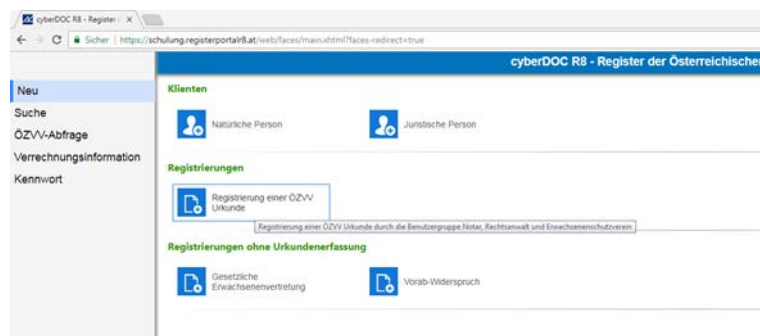 cyberDOC R8 - Register
Sicher | https://schulung.registerportalr8.at/web/faces/main.xhtml?faces-redirect=true
cyberDOC R8 - Register der Österreichischen
Neu
Suche
ÖZVV-Abfrage
Verrechnungsinformation
Kennwort
Klienten
Natürliche Person
Juristische Person
Registrierungen
Registrierung einer ÖZVV
Urkunde
Registrierung einer ÖZVV Urkunde durch die Benutzergruppe Notar, Rechtsanwalt und Erwachsenenschutzverein
Registrierungen ohne Urkundenerfassung
Gesetzliche
Erwachsenenvertretung
Vorab-Widerspruch